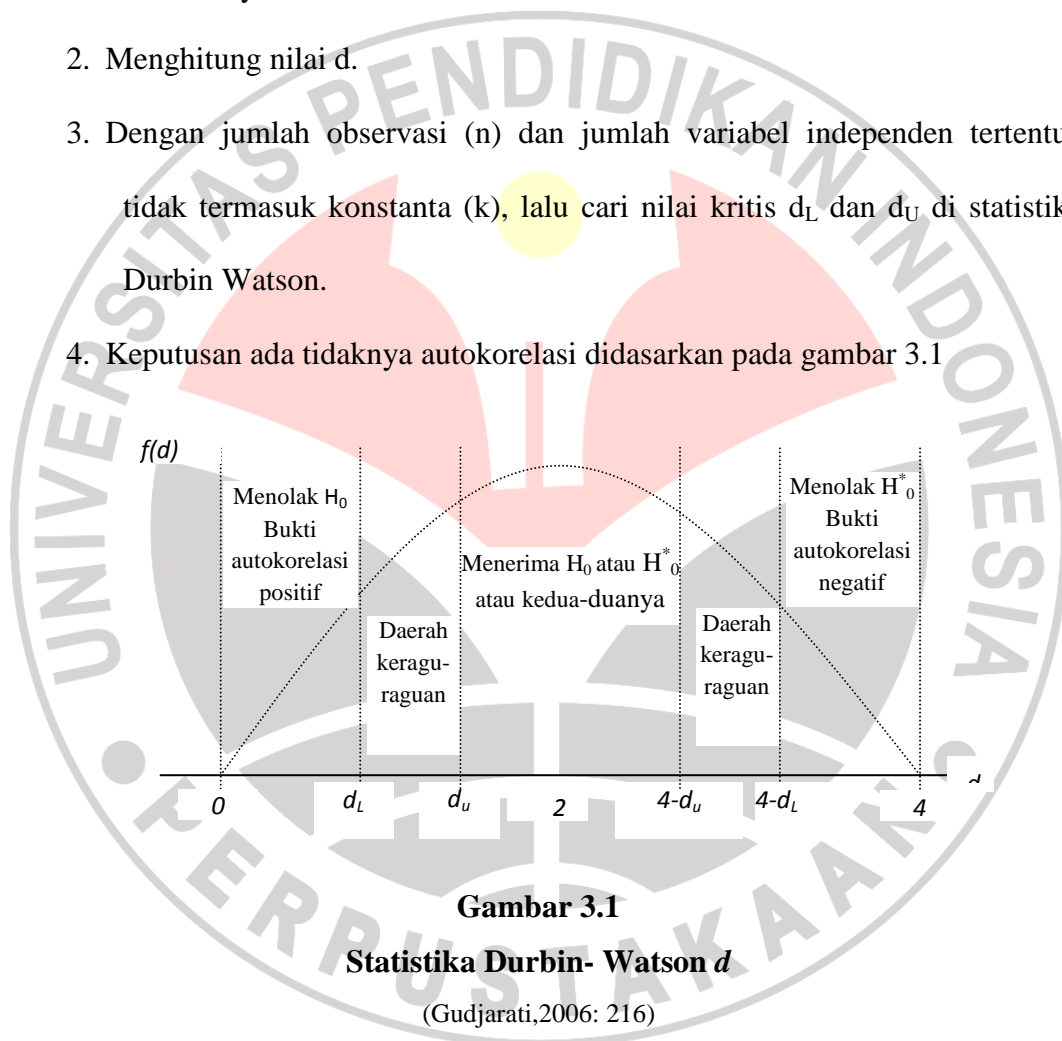 2. Menghitung nilai d.
3. Dengan jumlah observasi (n) dan jumlah variabel independen tertentu
tidak termasuk konstanta (k), lalu cari nilai kritis dL dan dU di statistik
Durbin Watson.
4. Keputusan ada tidaknya autokorelasi didasarkan pada gambar 3.1
f(d)
Menolak H0
Bukti
autokorelasi
positif
Daerah
keragu-
raguan
Menerima H0 atau H*0
atau kedua-duanya
Daerah
keragu-
raguan
Menolak H*0
Bukti
autokorelasi
negatif
d
0 dL du 2 4-du 4-dL 4
Gambar 3.1
Statistika Durbin- Watson d
(Gudjarati,2006: 216)
UNIVERSITAS PENDIDIKAN INDONESIA
PERPUSTAKAAN